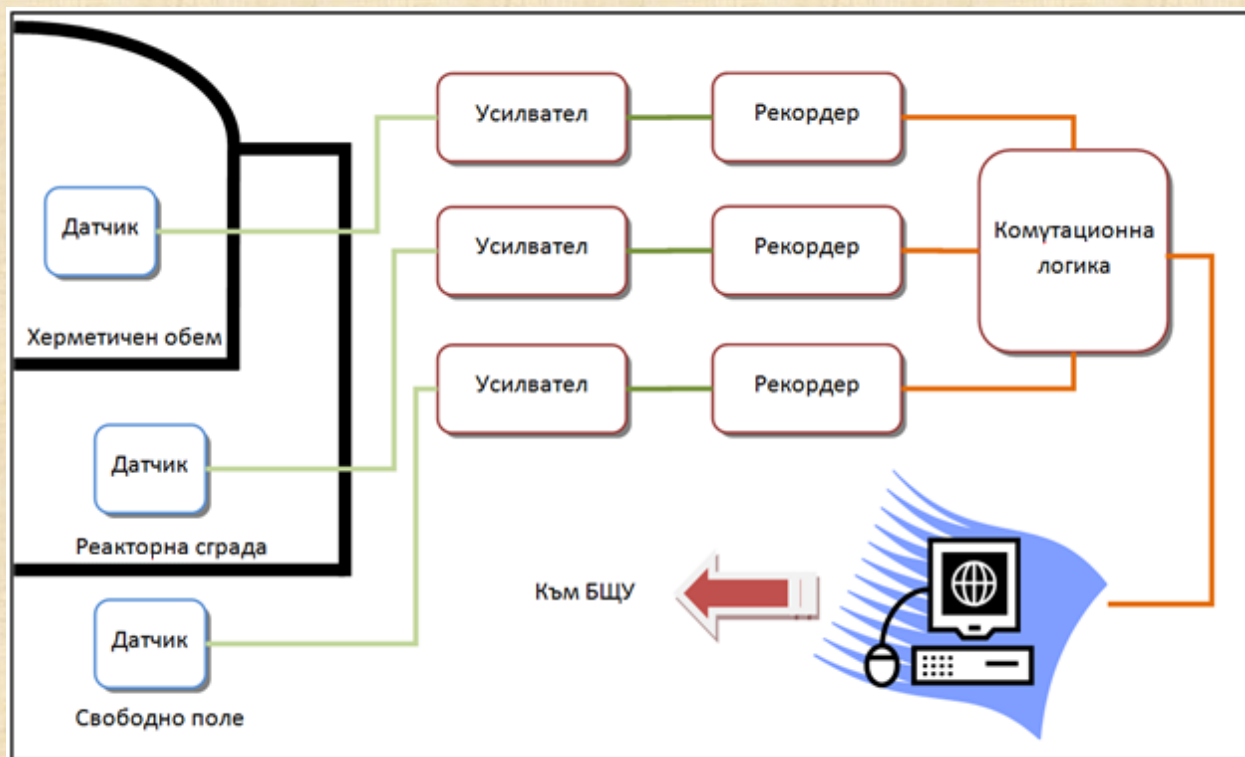 Усилвател
Рекордер
Датчик
Комутационна
логика
Усилвател
Рекордер
Херметичен обем
Усилвател
Рекордер
Датчик
Реакторна сграда
Към БЩУ
Датчик
Свободно поле